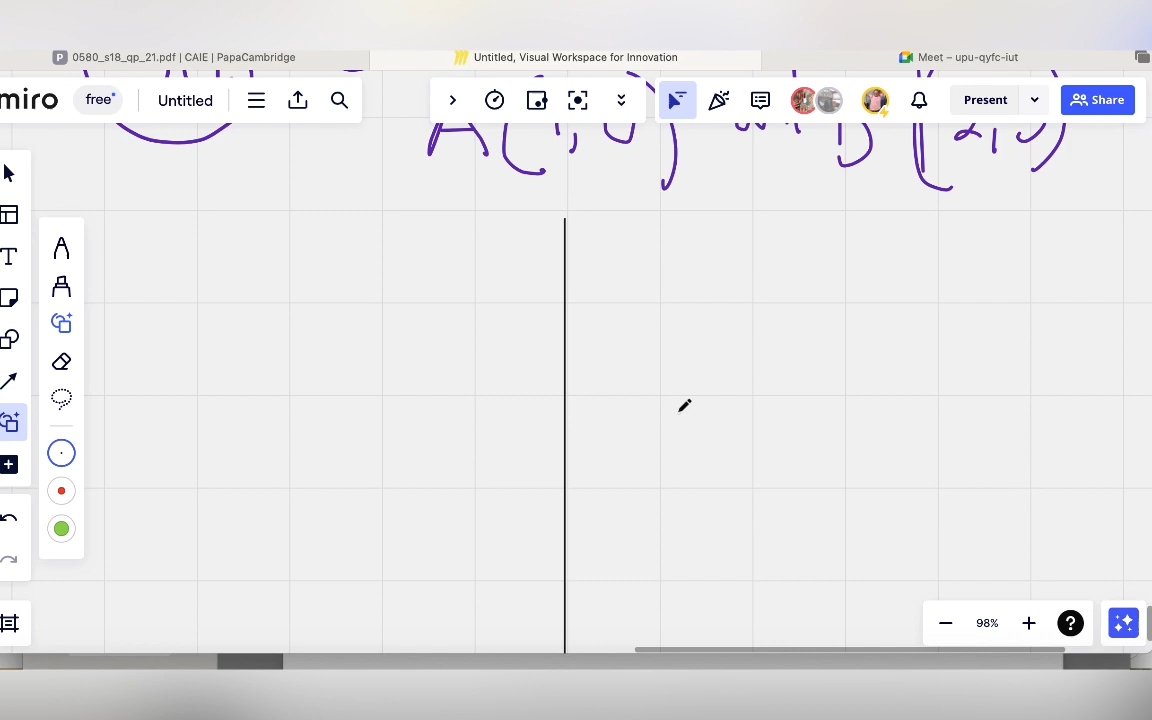 0580_s18_qp_21.pdf | CAIE | PapaCambridge
Untitled, Visual Workspace for Innovation
Meet – upu-qyfc-iut
miro
free
Untitled
Present
Share
98%